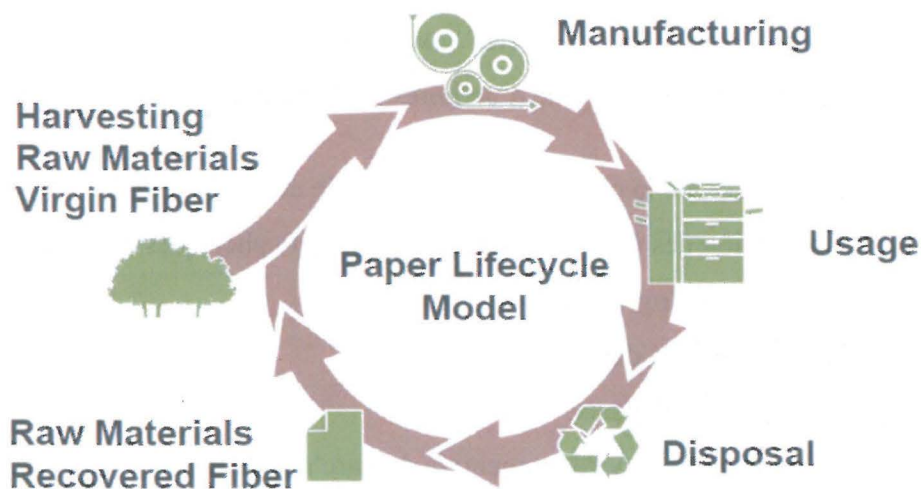 Manufacturing
Harvesting
Raw Materials
Virgin Fiber
Paper Lifecycle
Model
Usage
Raw Materials
Recovered Fiber
Disposal